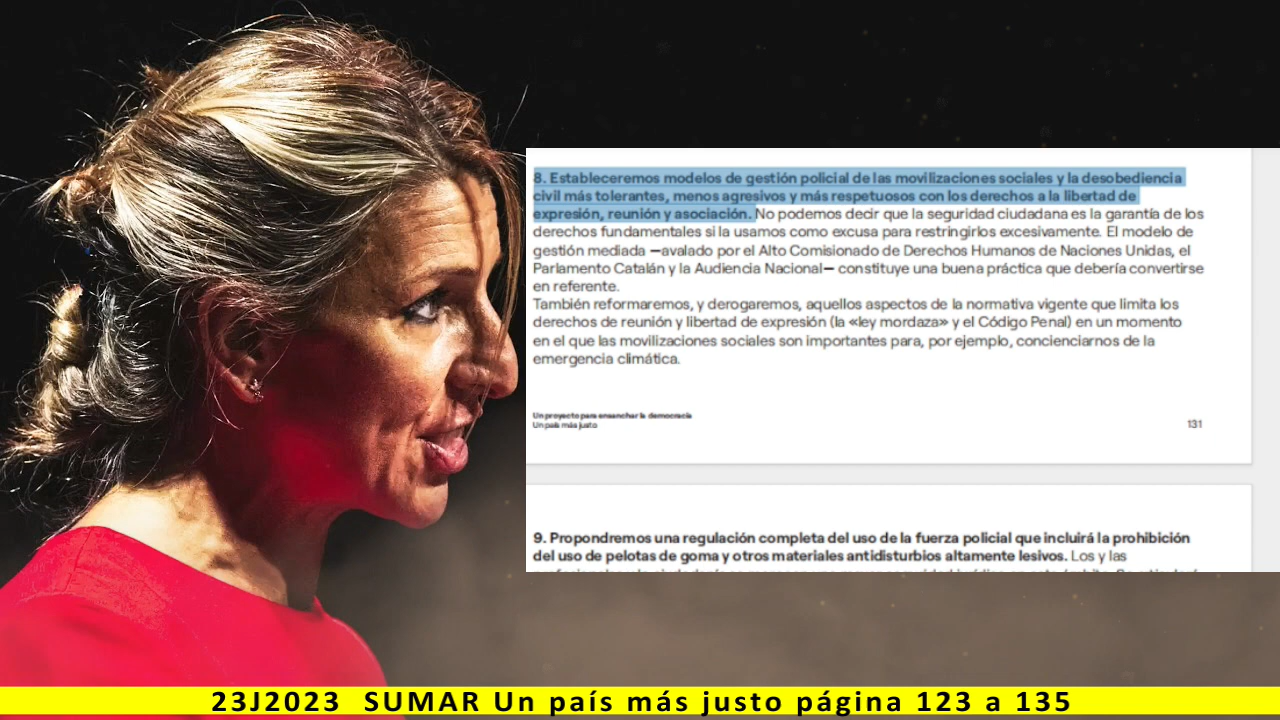 8. Estableceremos modelos de gestión policial de las movilizaciones sociales y la desobediencia
civil más tolerantes, menos agresivos y más respetuosos con los derechos a la libertad de
expresión, reunión y asociación. No podemos decir que la seguridad ciudadana es la garantía de los
derechos fundamentales si la usamos como excusa para restringirlos excesivamente. El modelo de
gestión mediada —avalado por el Alto Comisionado de Derechos Humanos de Naciones Unidas, el
Parlamento Catalán y la Audiencia Nacional— constituye una buena práctica que debería convertirse
en referente.
También reformaremos, y derogaremos, aquellos aspectos de la normativa vigente que limita los
derechos de reunión y libertad de expresión (la «ley mordaza» y el Código Penal) en un momento
en el que las movilizaciones sociales son importantes para, por ejemplo, concienciarnos de la
emergencia climática.
Un proyecto para ensanchar la democracia
Un país más justo
131
9. Propondremos una regulación completa del uso de la fuerza policial que incluirá la prohibición
del uso de pelotas de goma y otros materiales antidisturbios altamente lesivos. Los y las
23J2023 SUMAR Un país más justo página 123 a 135